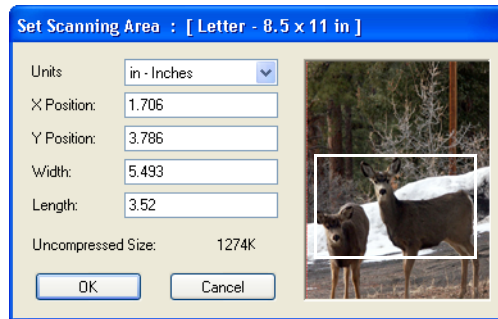 Set Scanning Area : [ Letter - 8.5 x 11 in ]
Units in - Inches
X Position: 1.706
Y Position: 3.786
Width: 5.493
Length: 3.52
Uncompressed Size: 1274K
OK Cancel